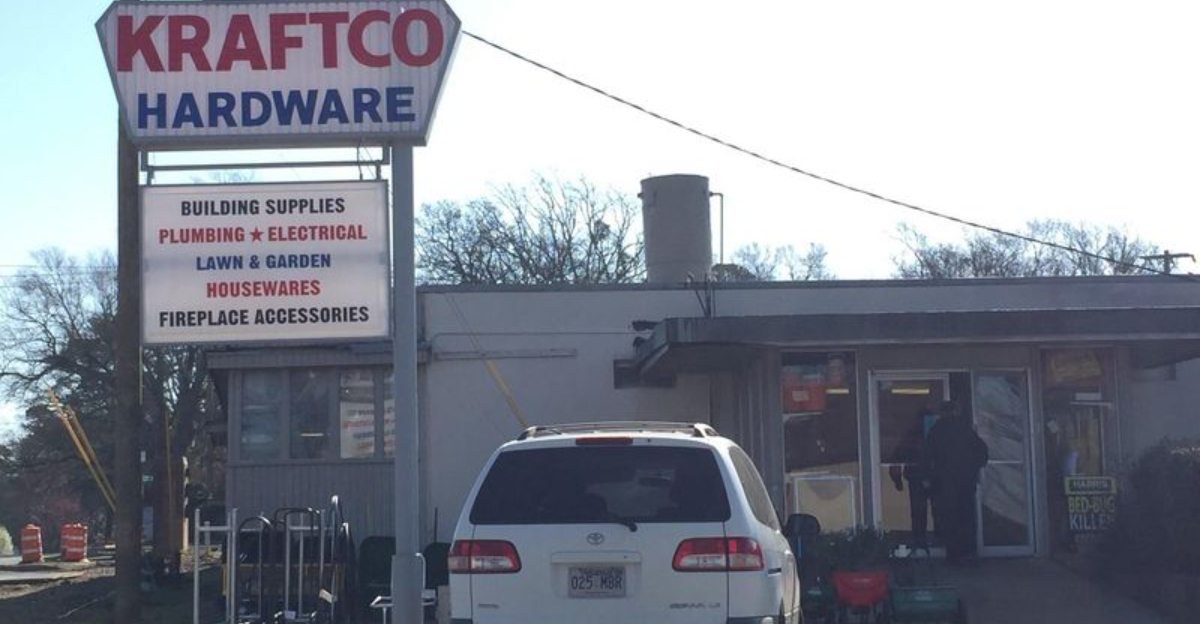 KRAFTCO
HARDWARE
BUILDING SUPPLIES
PLUMBING ★ ELECTRICAL
LAWN & GARDEN
HOUSEWARES
FIREPLACE ACCESSORIES
HARRIS
BED-BUG
KILLER
025 MBR